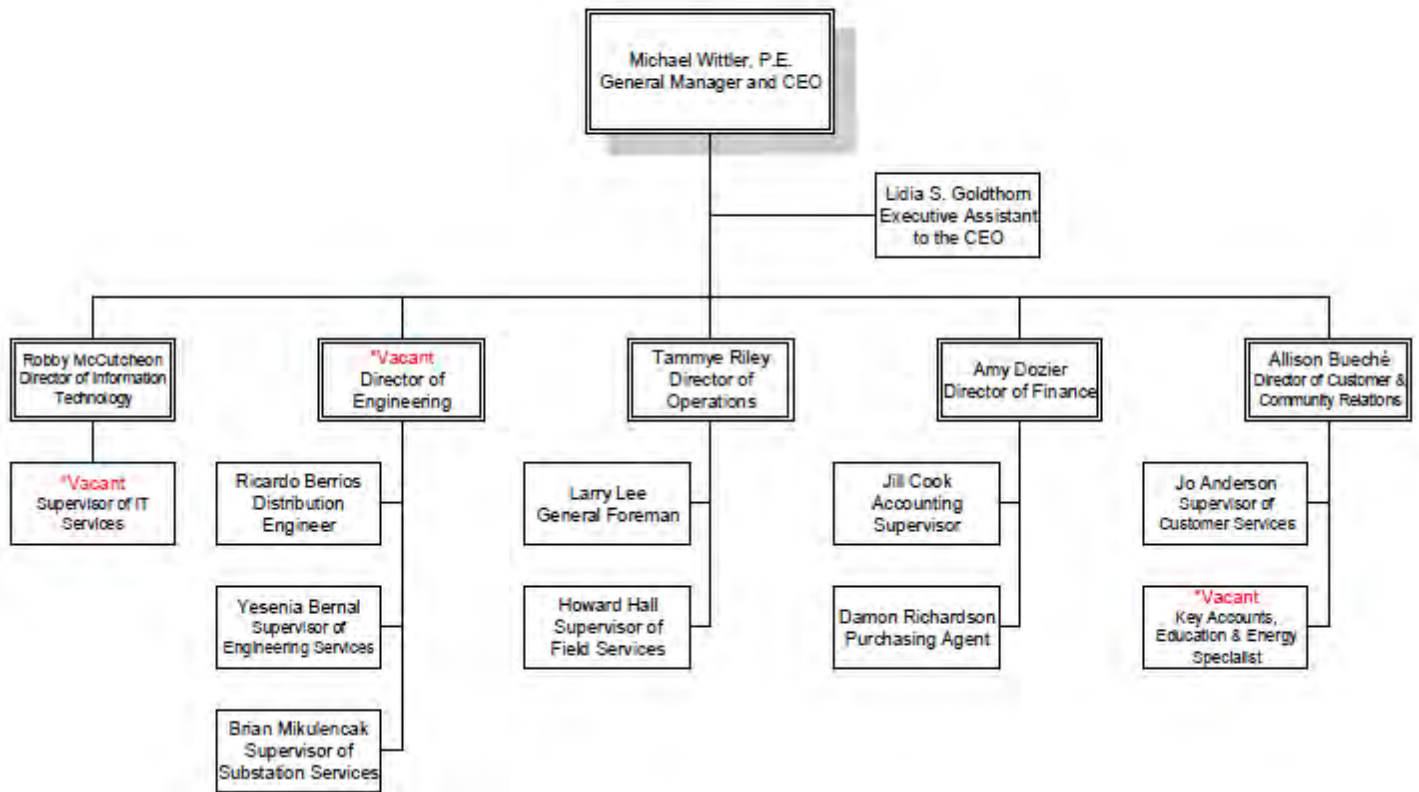 Michael Wittler, P.E.
General Manager and CEO
Lidia S. Goldthorn
Executive Assistant
to the CEO
Robby McCutcheon
Director of Information
Technology
*Vacant
Director of
Engineering
Tammye Riley
Director of
Operations
Amy Dozier
Director of Finance
Allison Bueché
Director of Customer &
Community Relations
*Vacant
Supervisor of IT
Services
Ricardo Berrios
Distribution
Engineer
Larry Lee
General Foreman
Jill Cook
Accounting
Supervisor
Jo Anderson
Supervisor of
Customer Services
Yesenia Bernal
Supervisor of
Engineering Services
Howard Hall
Supervisor of
Field Services
Damon Richardson
Purchasing Agent
*Vacant
Key Accounts,
Education & Energy
Specialist
Brian Mikulencak
Supervisor of
Substation Services